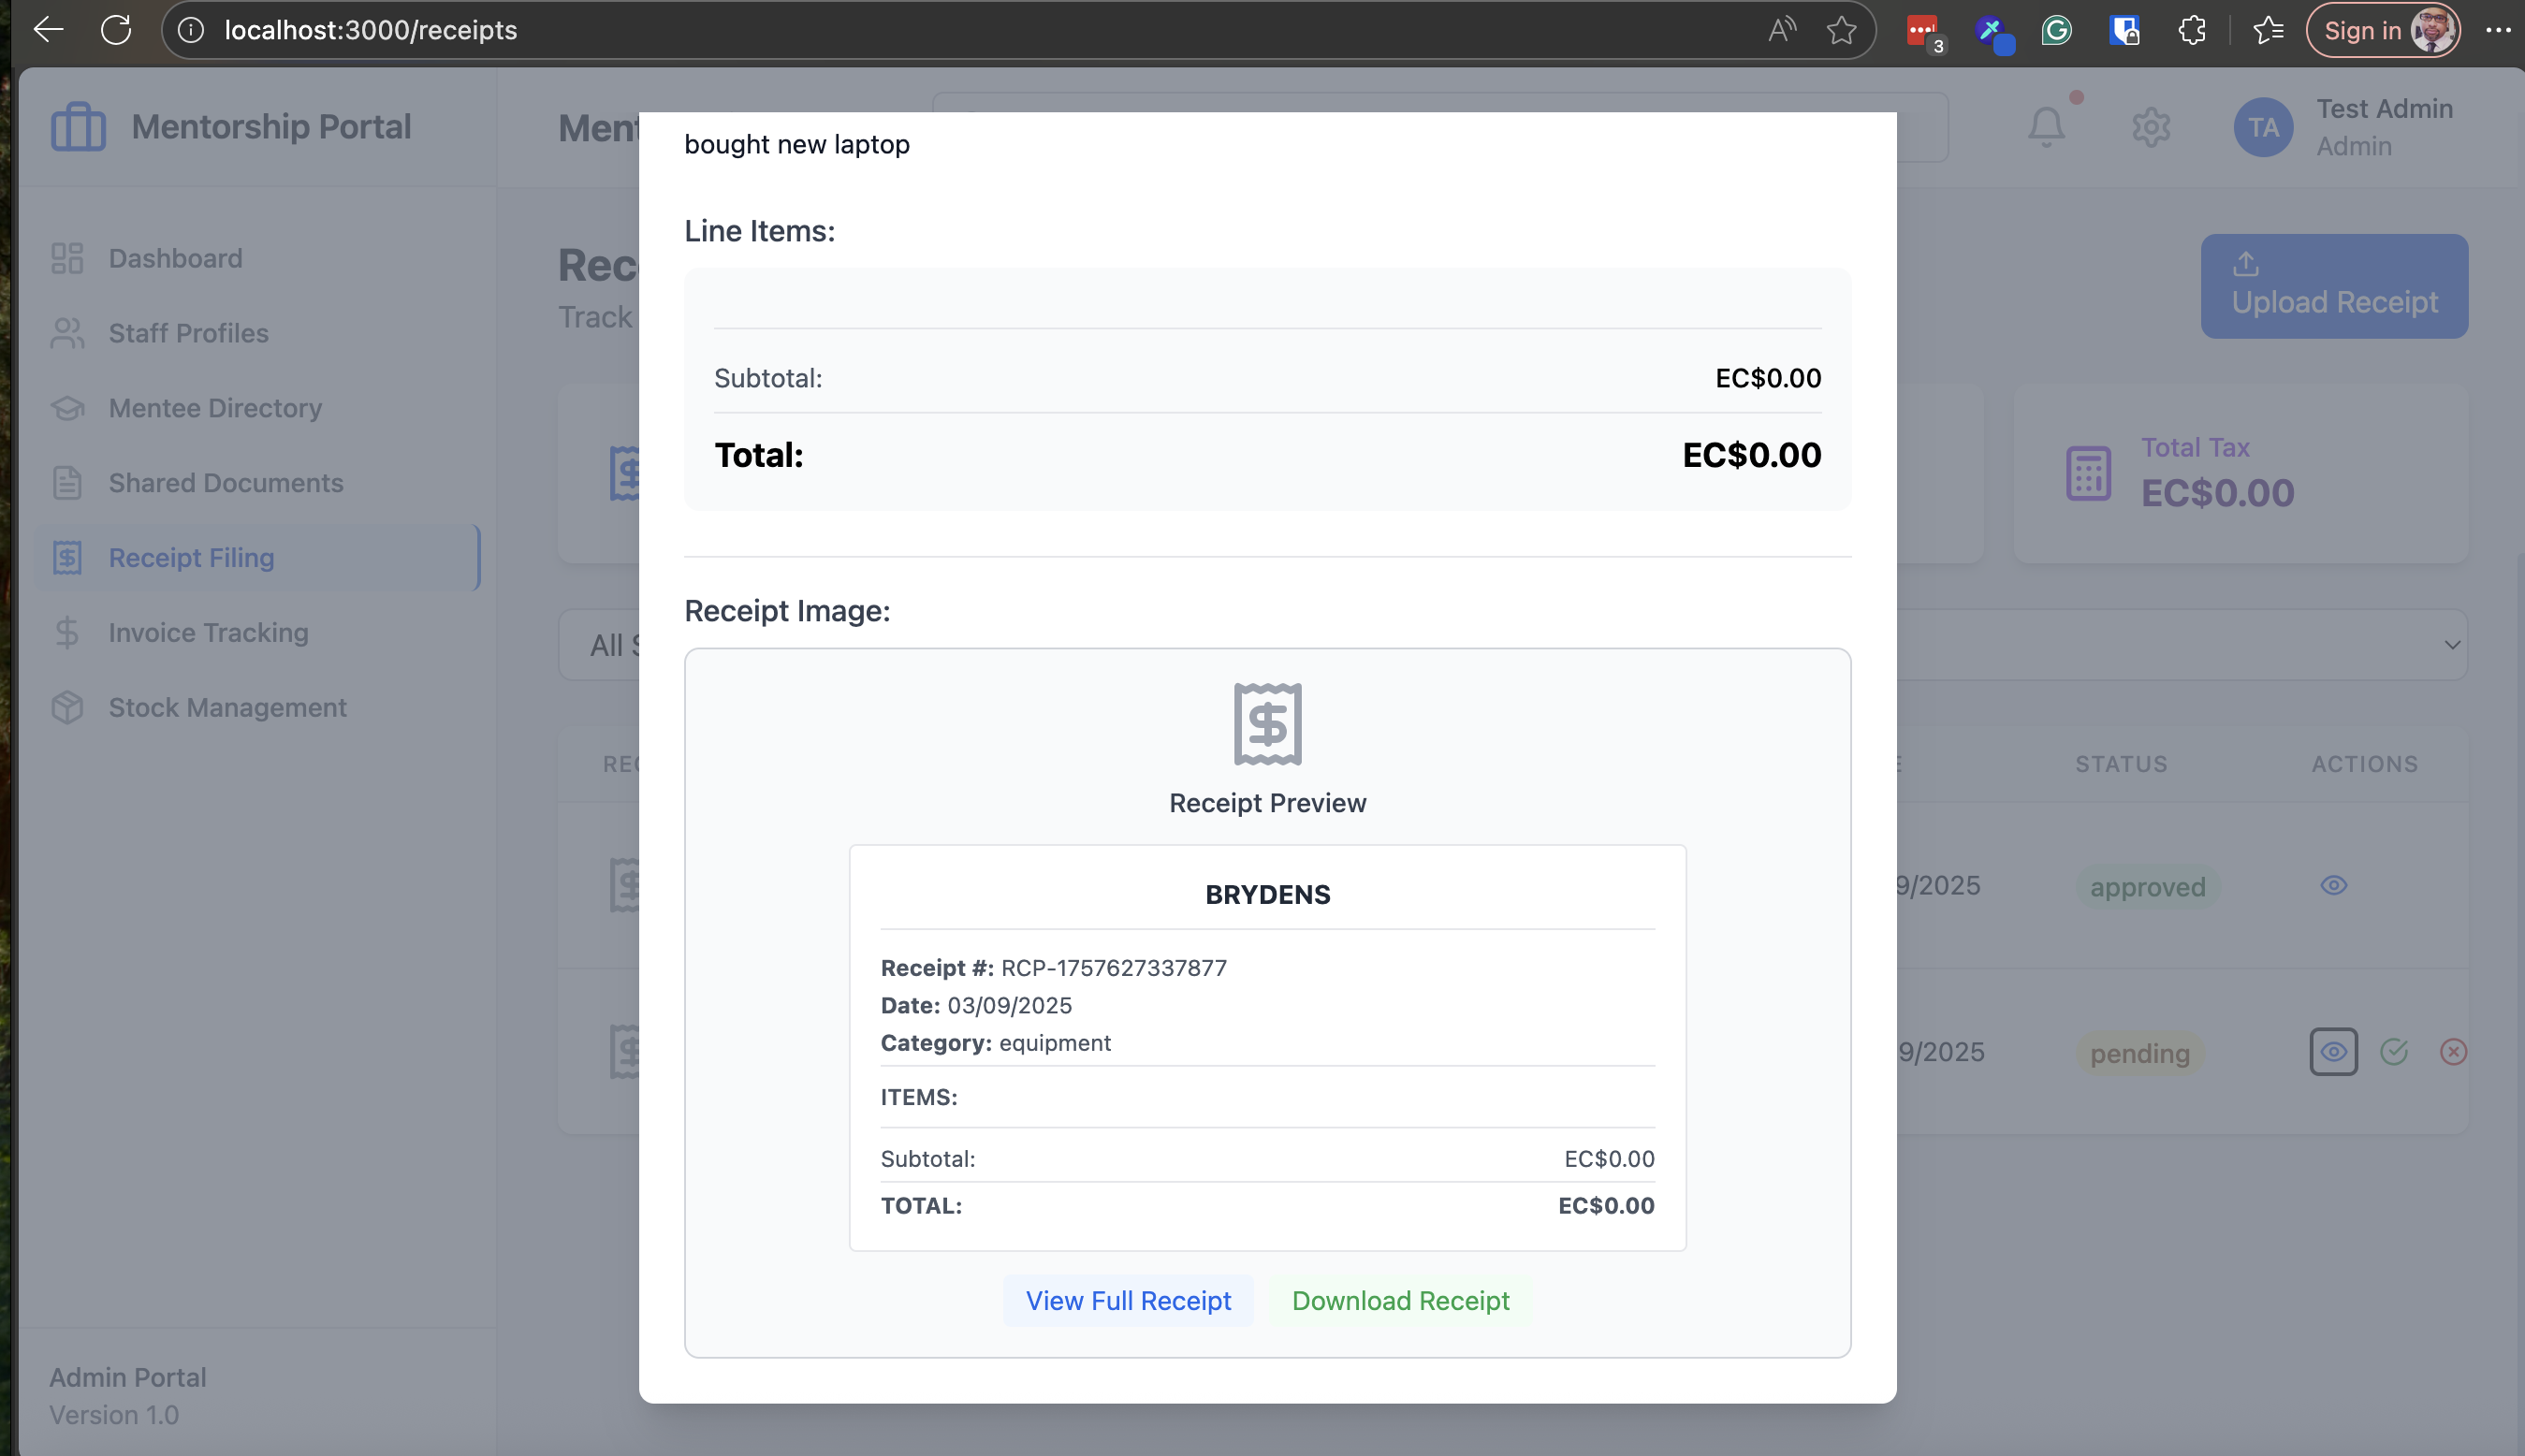 localhost:3000/receipts
3
Sign in
Mentorship Portal
Ment
TA
Test Admin
Admin
Dashboard
Staff Profiles
Mentee Directory
Shared Documents
Receipt Filing
Invoice Tracking
Stock Management
Admin Portal
Version 1.0
Rec
Track
Upload Receipt
Total Tax
EC$0.00
All S
REC
STATUS
ACTIONS
9/2025
approved
9/2025
pending
bought new laptop
Line Items:
Subtotal: EC$0.00
Total: EC$0.00
Receipt Image:
Receipt Preview
BRYDENS
Receipt #: RCP-1757627337877
Date: 03/09/2025
Category: equipment
ITEMS:
Subtotal: EC$0.00
TOTAL: EC$0.00
View Full Receipt
Download Receipt